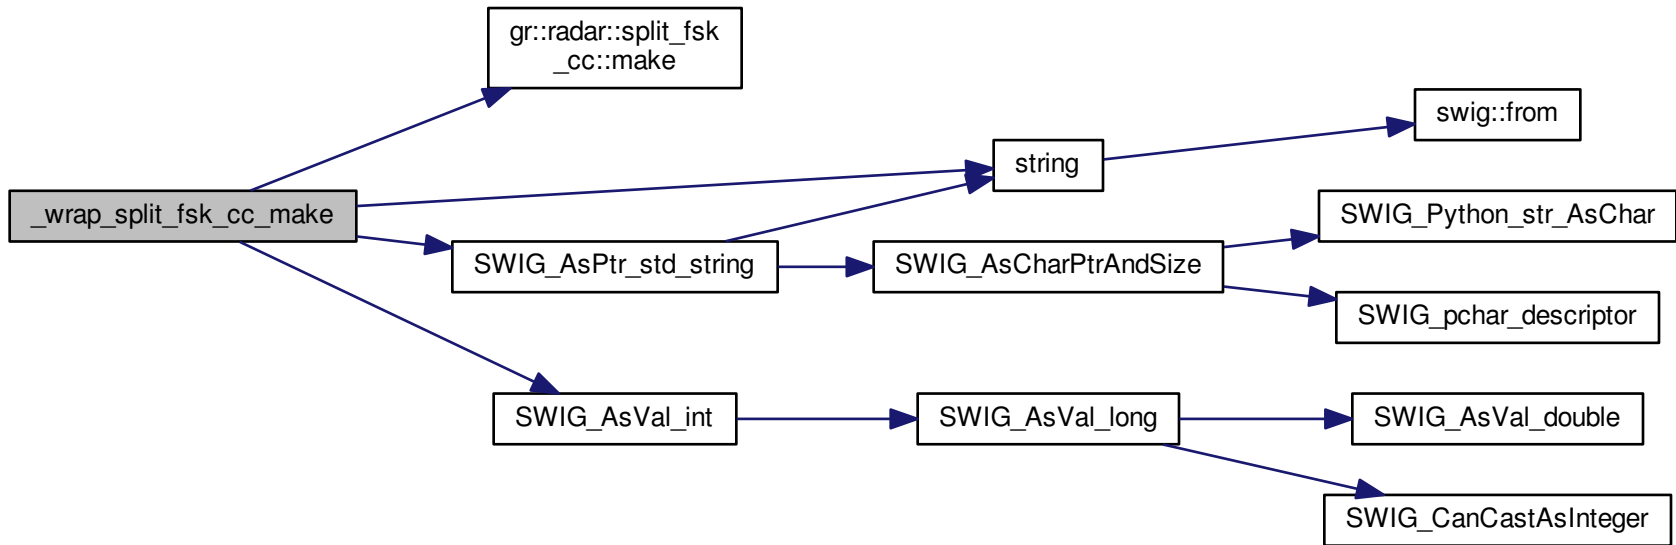 gr::radar::split_fsk
_cc::make
swig::from
string
SWIG_Python_str_AsChar
_wrap_split_fsk_cc_make
SWIG_AsPtr_std_string
SWIG_AsCharPtrAndSize
SWIG_pchar_descriptor
SWIG_AsVal_int
SWIG_AsVal_long
SWIG_AsVal_double
SWIG_CanCastAsInteger